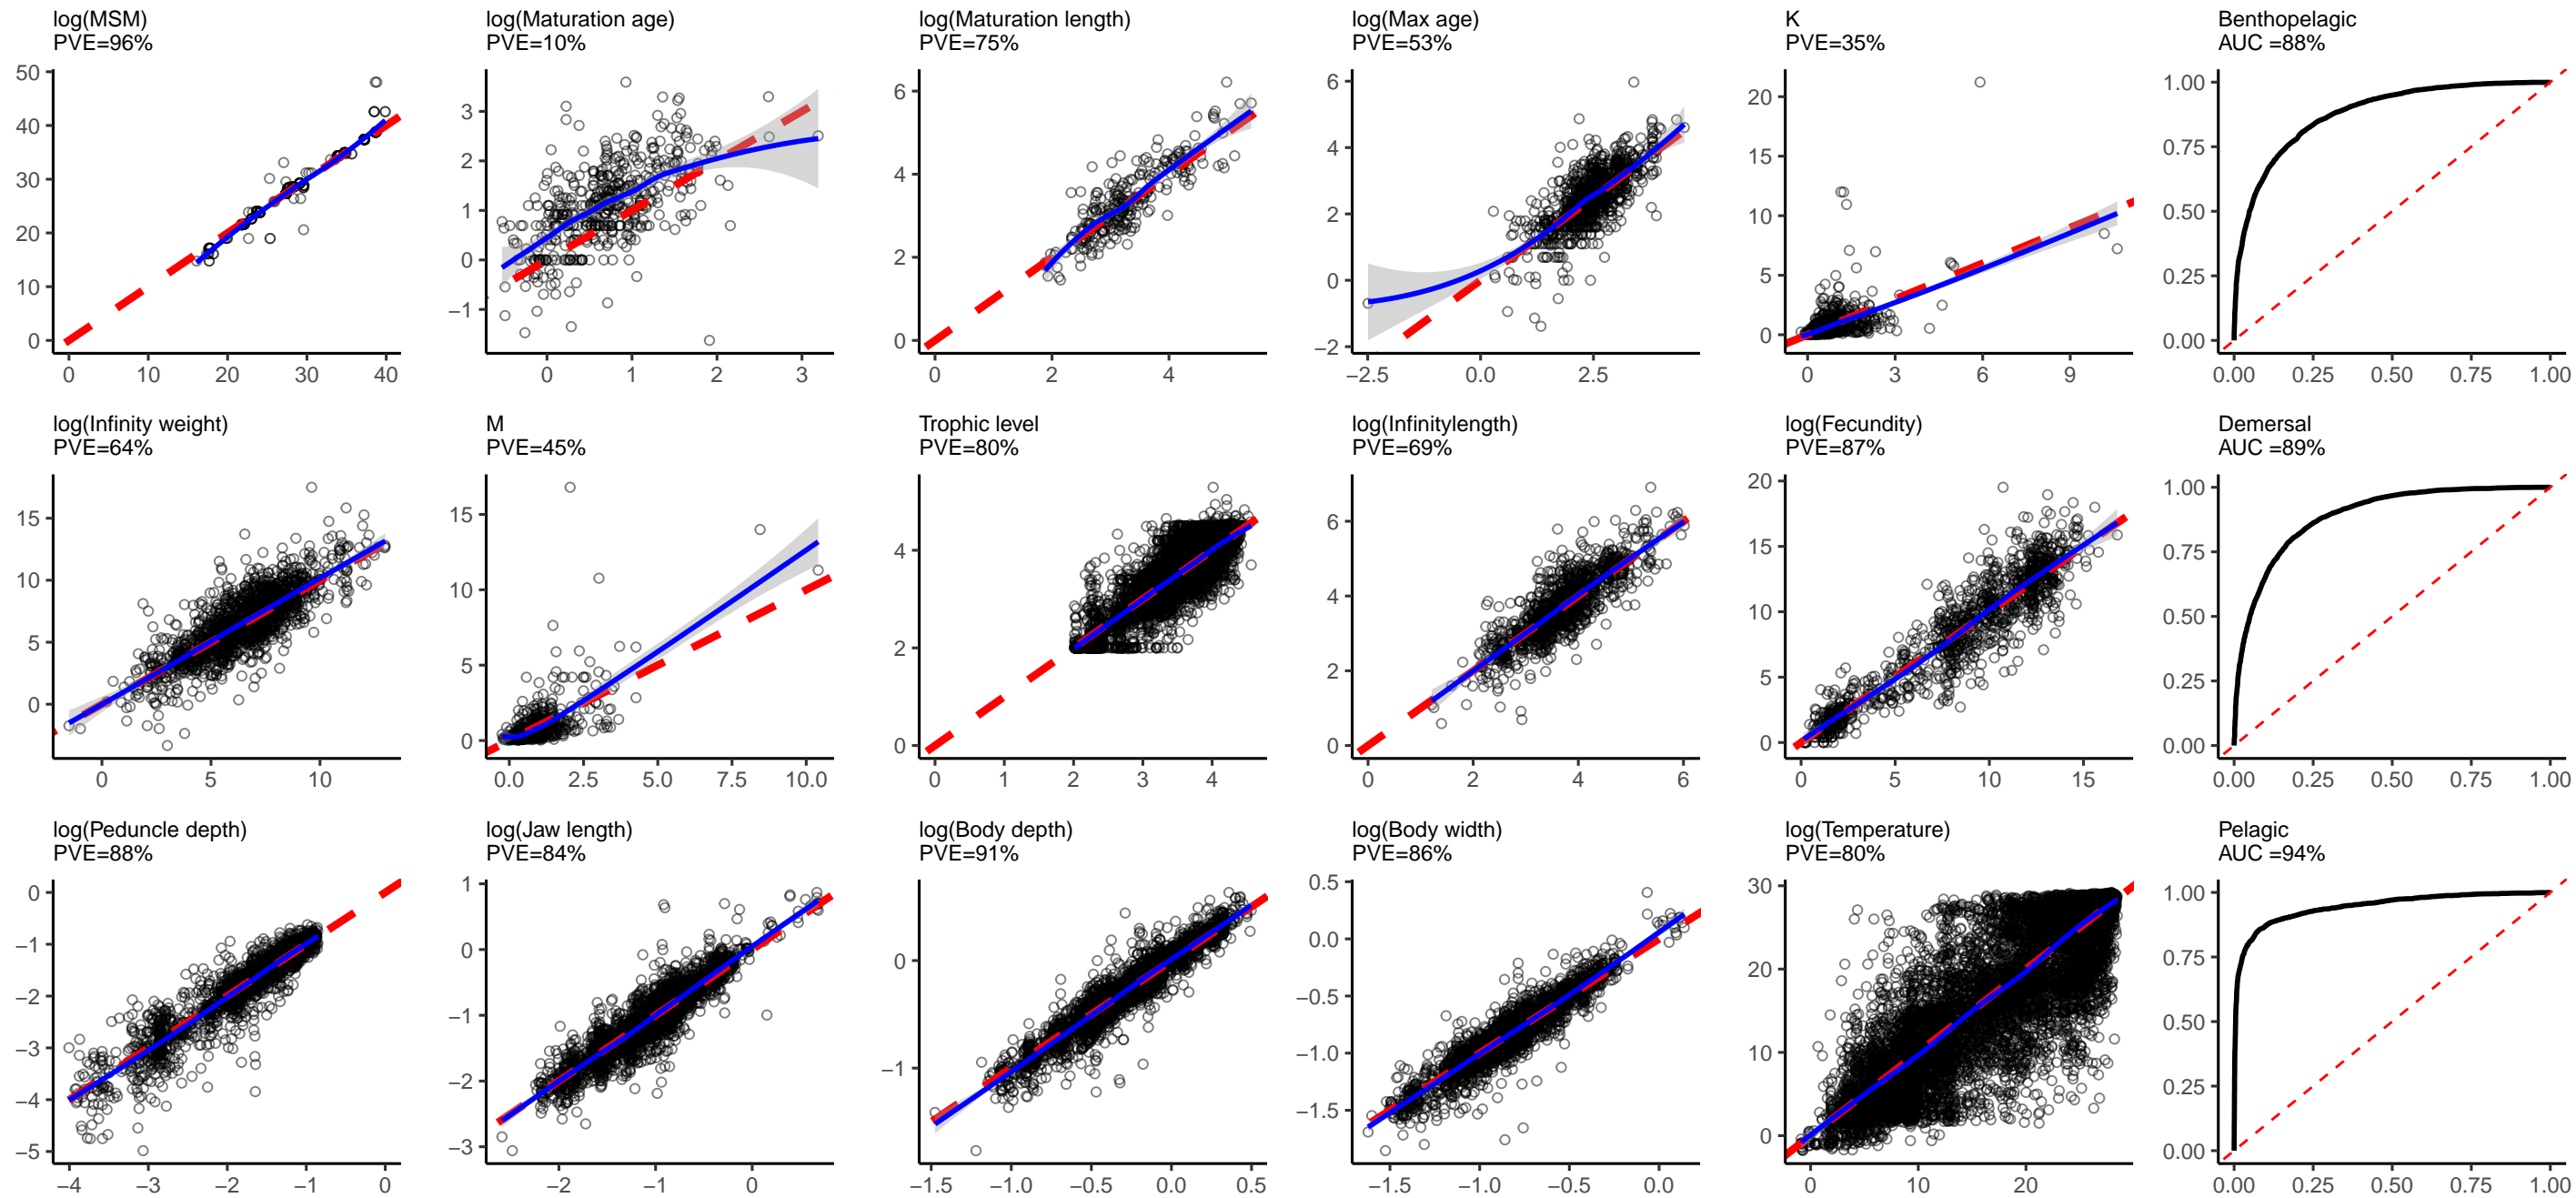 log(MSM)
PVE=96%
log(Maturation age)
PVE=10%
log(Maturation length)
PVE=75%
log(Max age)
PVE=53%
K
PVE=35%
Benthopelagic
AUC =88%
50
40
30
20
10
0
0 10 20 30 40
3
2
1
0
−1
0 1 2 3
6
4
2
0
0 2 4
6
4
2
0
−2
−2.5 0.0 2.5
20
15
10
5
0
0 3 6 9
1.00
0.75
0.50
0.25
0.00
0.00 0.25 0.50 0.75 1.00
log(Infinity weight)
PVE=64%
M
PVE=45%
Trophic level
PVE=80%
log(Infinitylength)
PVE=69%
log(Fecundity)
PVE=87%
Demersal
AUC =89%
15
10
5
0
0 5 10
15
10
5
0
0.0 2.5 5.0 7.5 10.0
4
2
0
0 1 2 3 4
6
4
2
0
0 2 4 6
20
15
10
5
0
0 5 10 15
1.00
0.75
0.50
0.25
0.00
0.00 0.25 0.50 0.75 1.00
log(Peduncle depth)
PVE=88%
log(Jaw length)
PVE=84%
log(Body depth)
PVE=91%
log(Body width)
PVE=86%
log(Temperature)
PVE=80%
Pelagic
AUC =94%
0
−1
−2
−3
−4
−5
−4 −3 −2 −1 0
1
0
−1
−2
−3
−2 −1 0
0
−1
−1.5 −1.0 −0.5 0.0 0.5
0.5
0.0
−0.5
−1.0
−1.5
−1.5 −1.0 −0.5 0.0
30
20
10
0
0 10 20
1.00
0.75
0.50
0.25
0.00
0.00 0.25 0.50 0.75 1.00